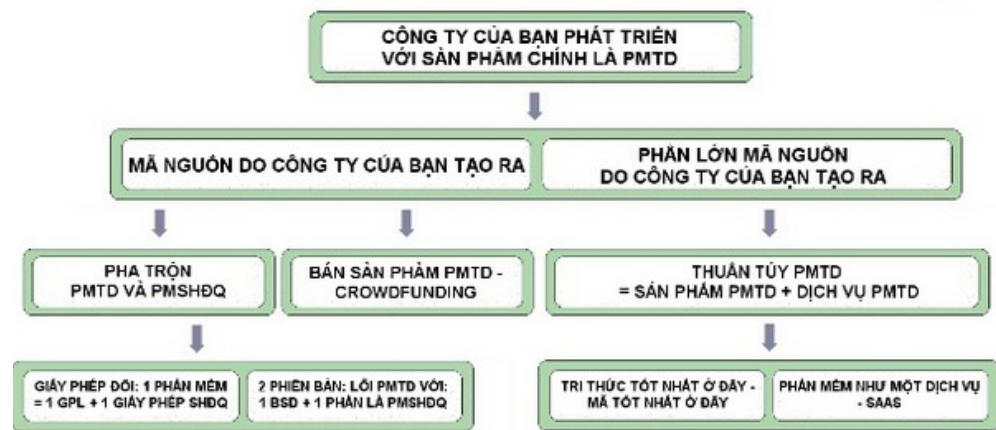 CÔNG TY CỦA BẠN PHÁT TRIỂN
VỚI SẢN PHẨM CHÍNH LÀ PMTD
MÃ NGUỒN DO CÔNG TY CỦA BẠN TẠO RA
PHẦN LỚN MÃ NGUỒN
DO CÔNG TY CỦA BẠN TẠO RA
PHA TRỘN
PMTD VÀ PMSHĐQ
BÁN SẢN PHẨM PMTD -
CROWDFUNDING
THUẦN TÚY PMTD
= SẢN PHẨM PMTD + DỊCH VỤ PMTD
GIẤY PHÉP ĐÔI: 1 PHẦN MỀM
= 1 GPL + 1 GIẤY PHÉP SHĐQ
2 PHIÊN BẢN: LÕI PMTD VỚI:
1 BSD + 1 PHẦN LÀ PMSHĐQ
TRI THỨC TỐT NHẤT Ở ĐÂY -
MÃ TỐT NHẤT Ở ĐÂY
PHẦN MỀM NHƯ MỘT DỊCH VỤ
- SAAS